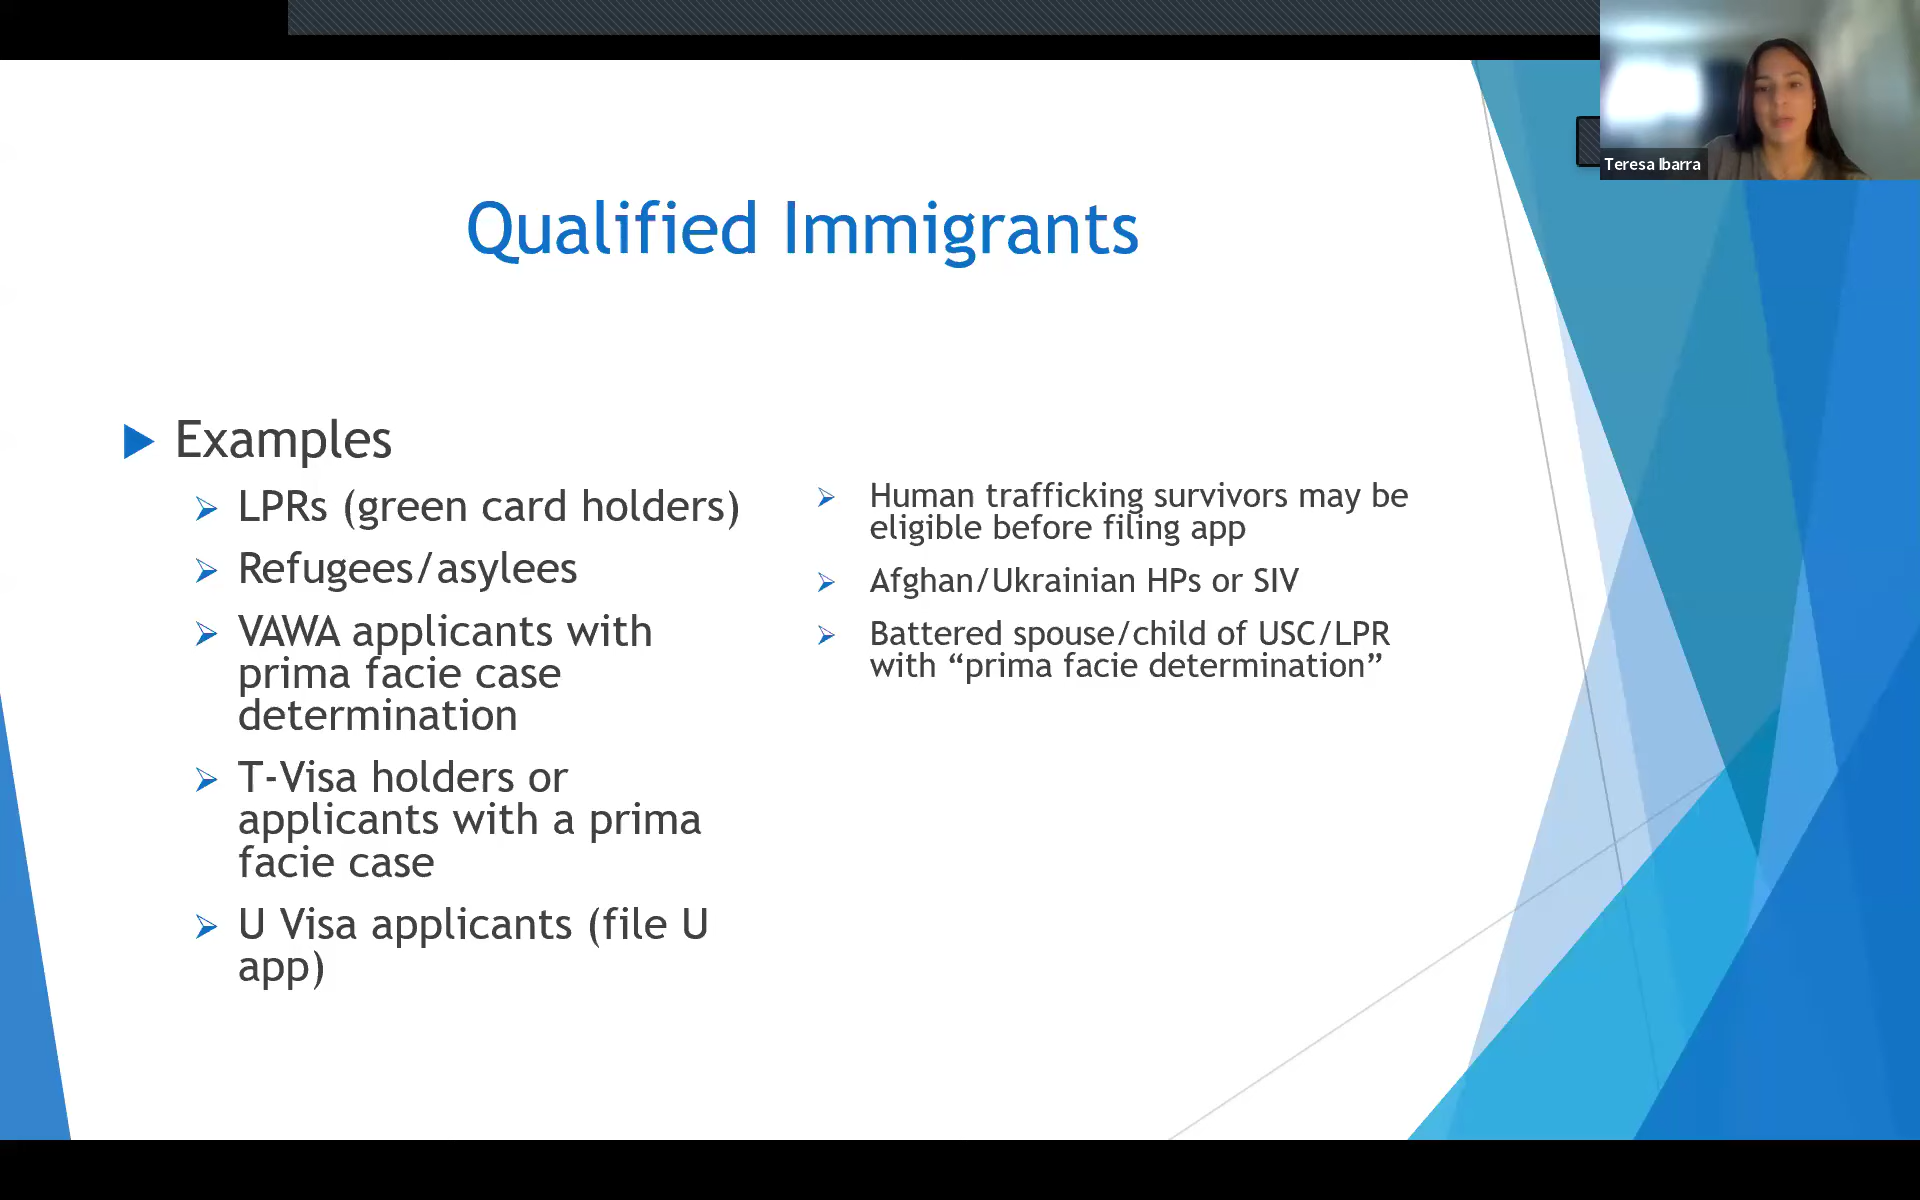 Teresa Ibarra
Qualified Immigrants
Examples
LPRs (green card holders)
Refugees/asylees
VAWA applicants with
prima facie case
determination
T-Visa holders or
applicants with a prima
facie case
U Visa applicants (file U
app)
Human trafficking survivors may be
eligible before filing app
Afghan/Ukrainian HPs or SIV
Battered spouse/child of USC/LPR
with “prima facie determination”